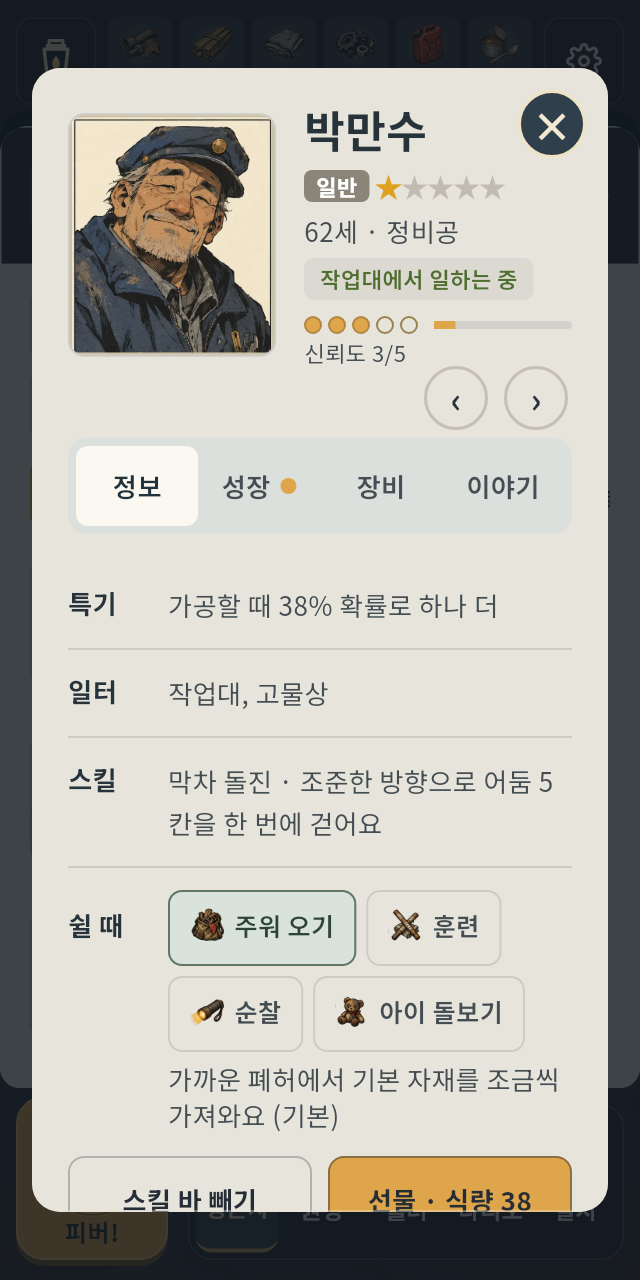 박만수
일반
62세 · 정비공
작업대에서 일하는 중
신뢰도 3/5
‹ ›
정보 성장 장비 이야기
특기 가공할 때 38% 확률로 하나 더
일터 작업대, 고물상
스킬 막차 돌진 · 조준한 방향으로 어둠 5
칸을 한 번에 걷어요
쉴 때 주워 오기 훈련
순찰 아이 돌보기
가까운 폐허에서 기본 자재를 조금씩
가져와요 (기본)
스킬 바 빼기 선물 · 식량 38
피버!